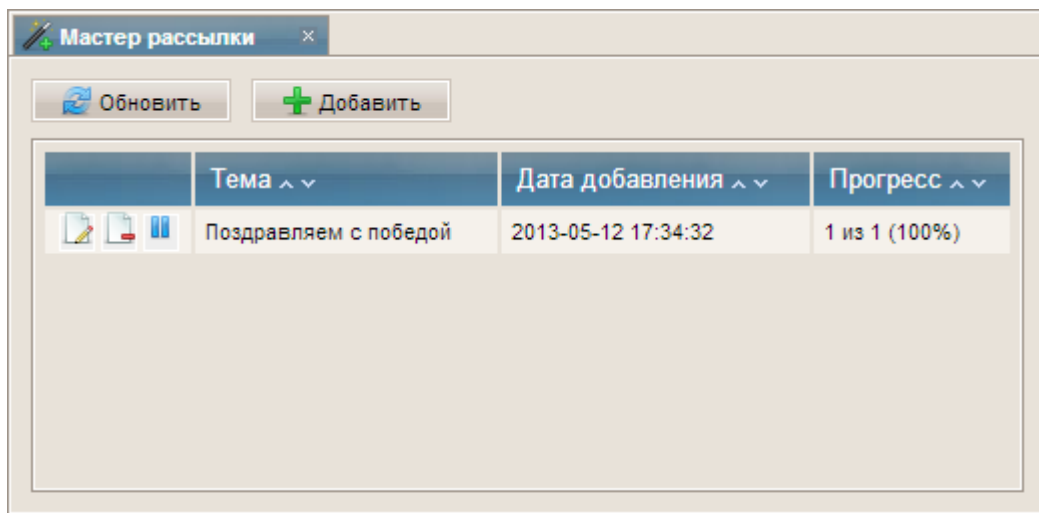 Мастер рассылки
Обновить Добавить
Тема Дата добавления Прогресс
Поздравляем с победой 2013-05-12 17:34:32 1 из 1 (100%)